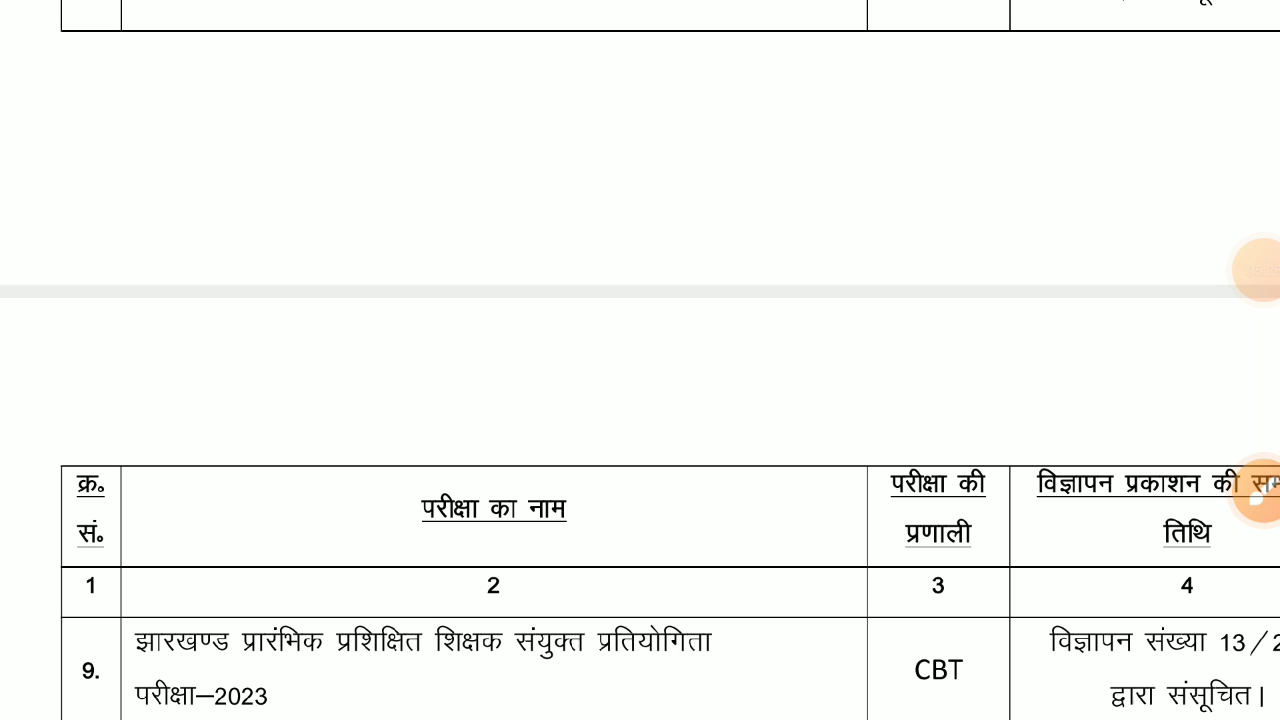 क्र॰ परीक्षा का नाम परीक्षा की विज्ञापन प्रकाशन की
सं॰ प्रणाली तिथि
1 2 3 4
झारखण्ड प्रारंभिक प्रशिक्षित शिक्षक संयुक्त प्रतियोगिता विज्ञापन संख्या 13/2
9. CBT
परीक्षा—2023 द्वारा संसूचित।